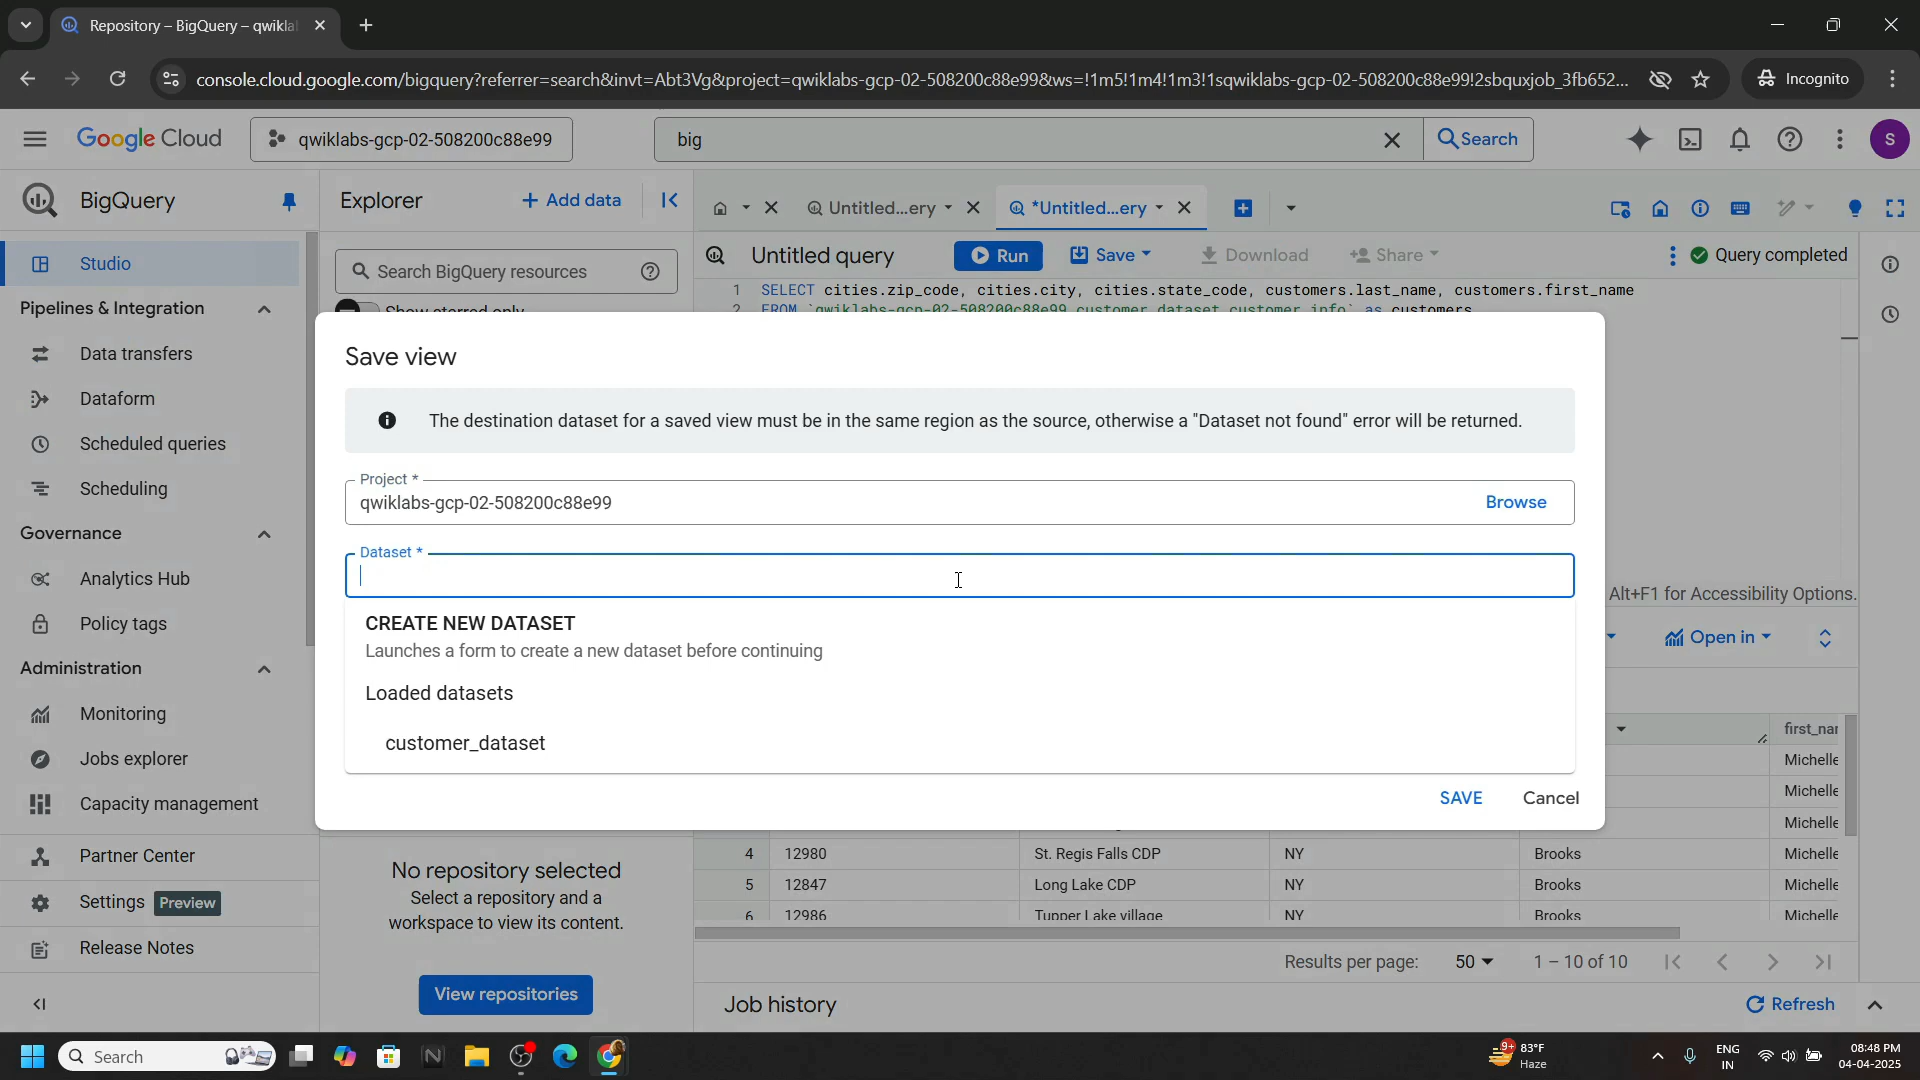 Repository – BigQuery – qwikla
console.cloud.google.com/bigquery?referrer=search&invt=Abt3Vg&project=qwiklabs-gcp-02-508200c88e99&ws=!1m5!1m4!1m3!1sqwiklabs-gcp-02-508200c88e99!2sbquxjob_3fb652...
Incognito
Google Cloud
qwiklabs-gcp-02-508200c88e99
big
Search
S
BigQuery
Explorer
+ Add data
Untitled...ery
*Untitled...ery
Studio
Search BigQuery resources
Untitled query
Run
Save
Download
Share
Query completed
Pipelines & Integration
Show starred only
1 SELECT cities.zip_code, cities.city, cities.state_code, customers.last_name, customers.first_name
2 FROM `qwiklabs-gcp-02-508200c88e99.customer_dataset.customer_info` as customers
Data transfers
Dataform
Scheduled queries
Scheduling
Governance
Analytics Hub
Policy tags
Administration
Monitoring
Jobs explorer
Capacity management
Partner Center
Settings Preview
Release Notes
Save view
The destination dataset for a saved view must be in the same region as the source, otherwise a "Dataset not found" error will be returned.
Project *
qwiklabs-gcp-02-508200c88e99
Browse
Dataset *
CREATE NEW DATASET
Launches a form to create a new dataset before continuing
Loaded datasets
customer_dataset
SAVE
Cancel
Alt+F1 for Accessibility Options.
Open in
first_nar
Michelle
Michelle
Michelle
4 12980 St. Regis Falls CDP NY Brooks Michelle
5 12847 Long Lake CDP NY Brooks Michelle
6 12986 Tupper Lake village NY Brooks Michelle
No repository selected
Select a repository and a
workspace to view its content.
View repositories
Results per page: 50 1 – 10 of 10
Job history
Refresh
Search
9+
83°F
Haze
ENG
IN
08:48 PM
04-04-2025